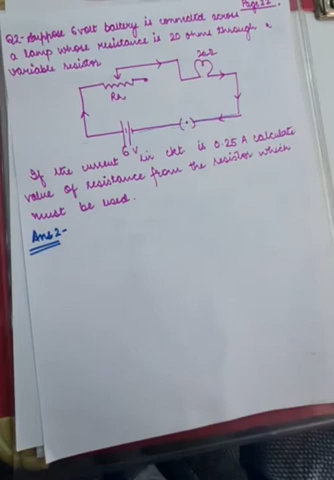 Page 22
Q2- Suppose 6 volt battery is connected across
a lamp whose resistance is 20 ohms through a
variable resistor
20Ω
Rh
6 V
If the current in ckt is 0.25 A calculate
value of resistance from the resistor which
must be used.
Ans 2-